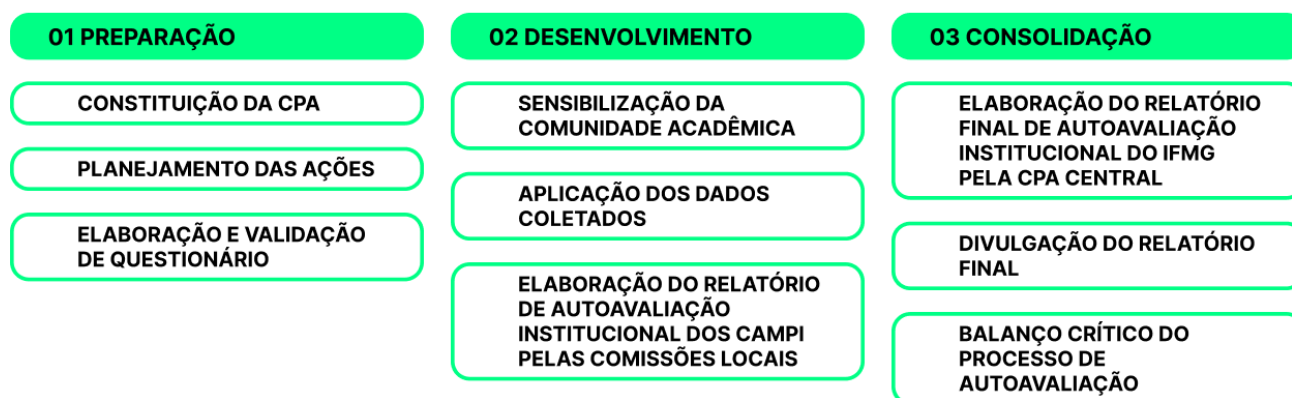 01 PREPARAÇÃO
CONSTITUIÇÃO DA CPA
PLANEJAMENTO DAS AÇÕES
ELABORAÇÃO E VALIDAÇÃO
DE QUESTIONÁRIO
02 DESENVOLVIMENTO
SENSIBILIZAÇÃO DA
COMUNIDADE ACADÊMICA
APLICAÇÃO DOS DADOS
COLETADOS
ELABORAÇÃO DO RELATÓRIO
DE AUTOAVALIAÇÃO
INSTITUCIONAL DOS CAMPI
PELAS COMISSÕES LOCAIS
03 CONSOLIDAÇÃO
ELABORAÇÃO DO RELATÓRIO
FINAL DE AUTOAVALIAÇÃO
INSTITUCIONAL DO IFMG
PELA CPA CENTRAL
DIVULGAÇÃO DO RELATÓRIO
FINAL
BALANÇO CRÍTICO DO
PROCESSO DE
AUTOAVALIAÇÃO